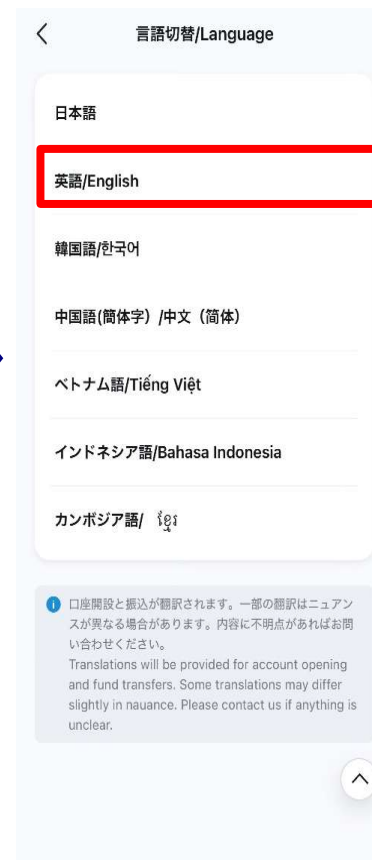 言語切替/Language
日本語
英語/English
韓国語/한국어
中国語(簡体字) /中文（简体）
ベトナム語/Tiếng Việt
インドネシア語/Bahasa Indonesia
カンボジア語/ ខ្មែរ
口座開設と振込が翻訳されます。一部の翻訳はニュアン
スが異なる場合があります。内容に不明点があればお問
い合わせください。
Translations will be provided for account opening
and fund transfers. Some translations may differ
slightly in nauance. Please contact us if anything is
unclear.